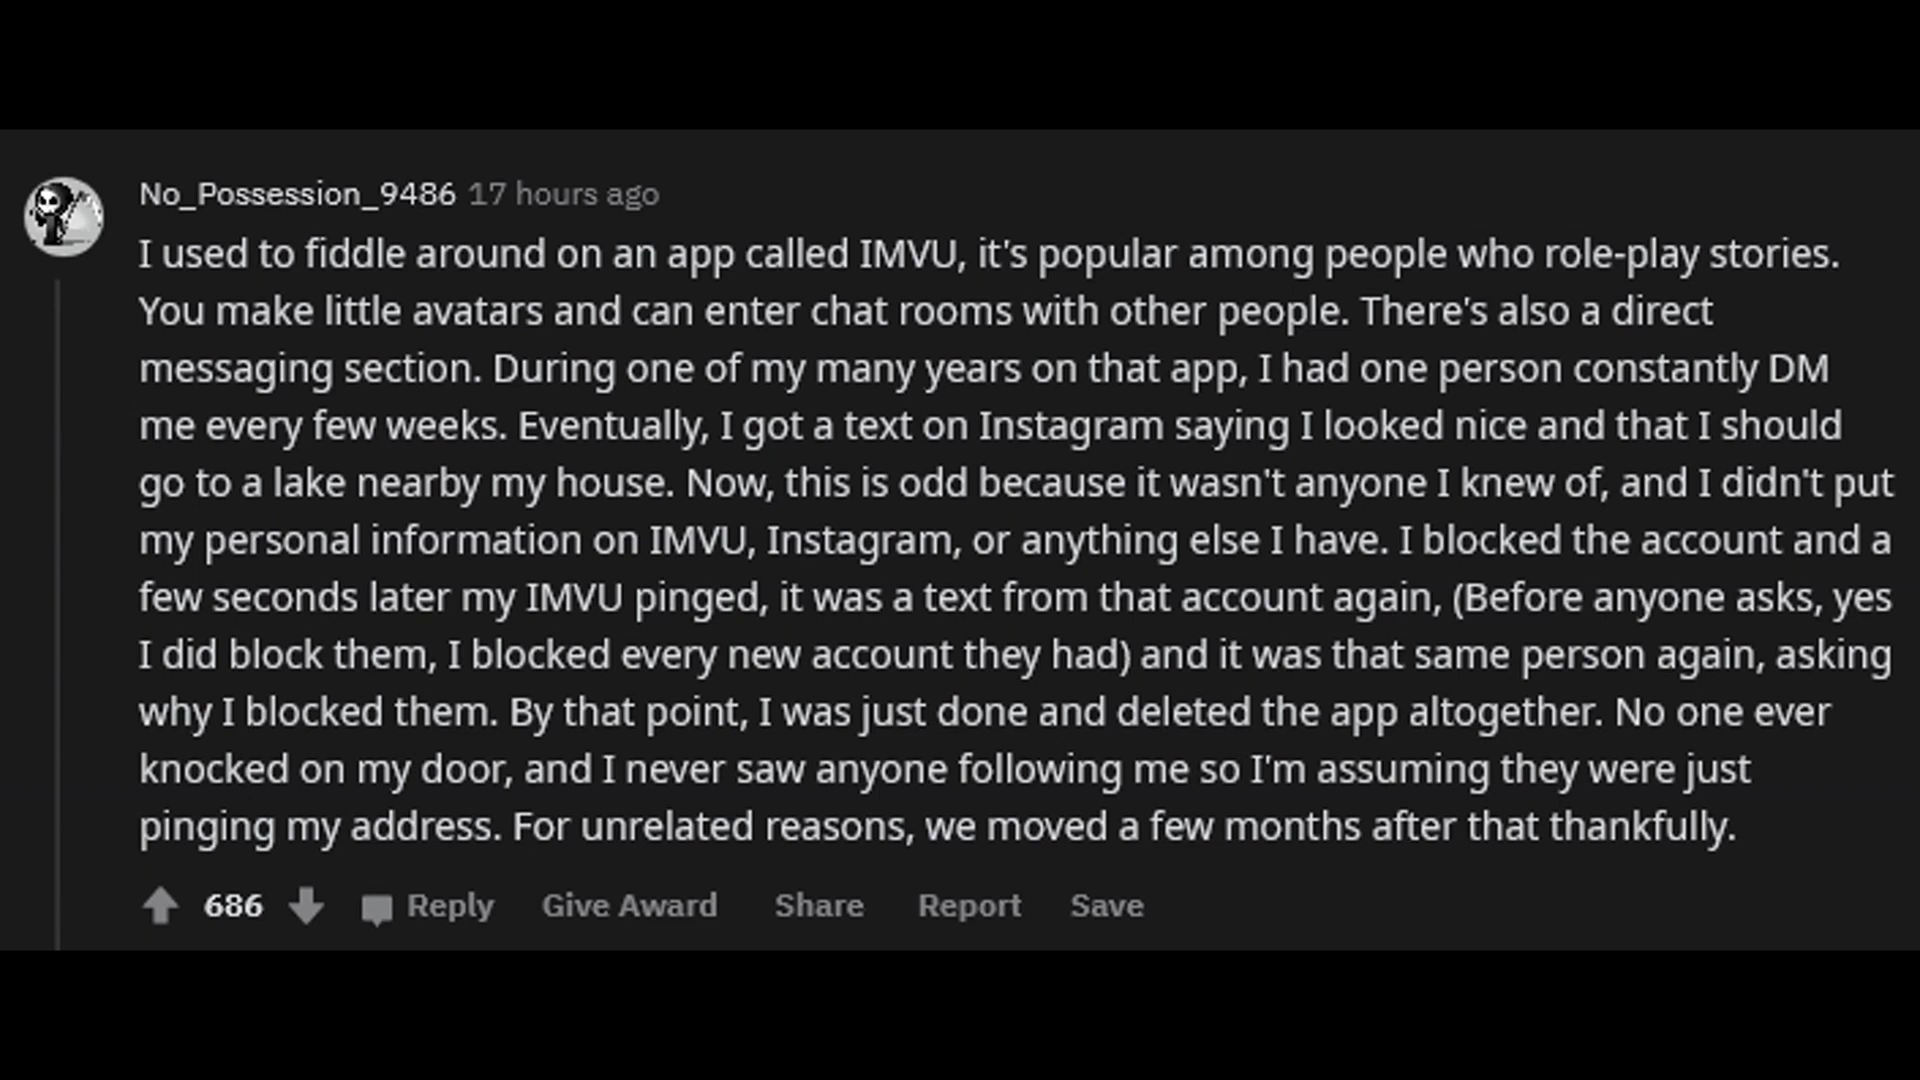 No_Possession_9486 17 hours ago
I used to fiddle around on an app called IMVU, it's popular among people who role-play stories.
You make little avatars and can enter chat rooms with other people. There's also a direct
messaging section. During one of my many years on that app, I had one person constantly DM
me every few weeks. Eventually, I got a text on Instagram saying I looked nice and that I should
go to a lake nearby my house. Now, this is odd because it wasn't anyone I knew of, and I didn't put
my personal information on IMVU, Instagram, or anything else I have. I blocked the account and a
few seconds later my IMVU pinged, it was a text from that account again, (Before anyone asks, yes
I did block them, I blocked every new account they had) and it was that same person again, asking
why I blocked them. By that point, I was just done and deleted the app altogether. No one ever
knocked on my door, and I never saw anyone following me so I'm assuming they were just
pinging my address. For unrelated reasons, we moved a few months after that thankfully.
686 Reply Give Award Share Report Save